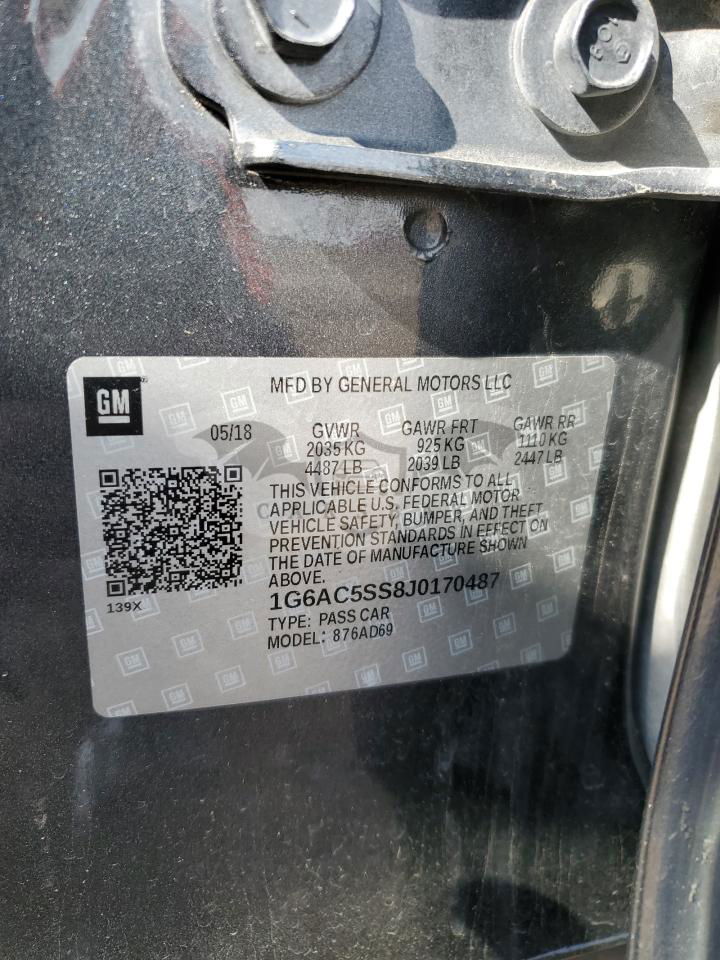 109
GM
MFD BY GENERAL MOTORS LLC
05/18 GVWR GAWR FRT GAWR RR
2035 KG 925 KG 1110 KG
4487 LB 2039 LB 2447 LB
THIS VEHICLE CONFORMS TO ALL
APPLICABLE U.S. FEDERAL MOTOR
VEHICLE SAFETY, BUMPER, AND THEFT
PREVENTION STANDARDS IN EFFECT ON
THE DATE OF MANUFACTURE SHOWN
ABOVE.
139X
1G6AC5SS8J0170487
TYPE: PASS CAR
MODEL: 876AD69